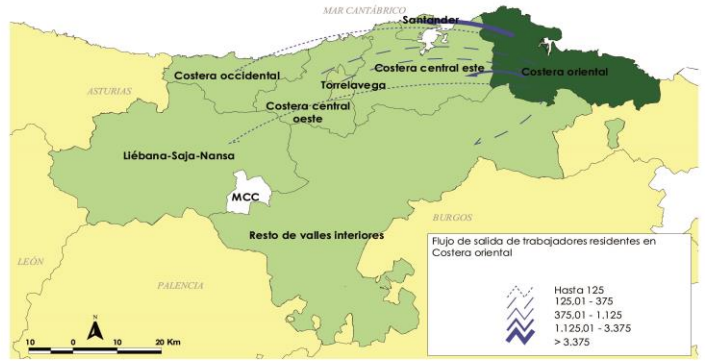 MAR CANTÁBRICO
Santander
Costera occidental
Costera central este
Costera oriental
ASTURIAS
Torrelavega
Costera central
oeste
Liébana-Saja-Nansa
MCC
BURGOS
Resto de valles interiores
LEÓN
PALENCIA
Flujo de salida de trabajadores residentes en
Costera oriental
Hasta 125
125,01 - 375
375,01 - 1.125
1.125,01 - 3.375
> 3.375
N
10 0 10 20 Km